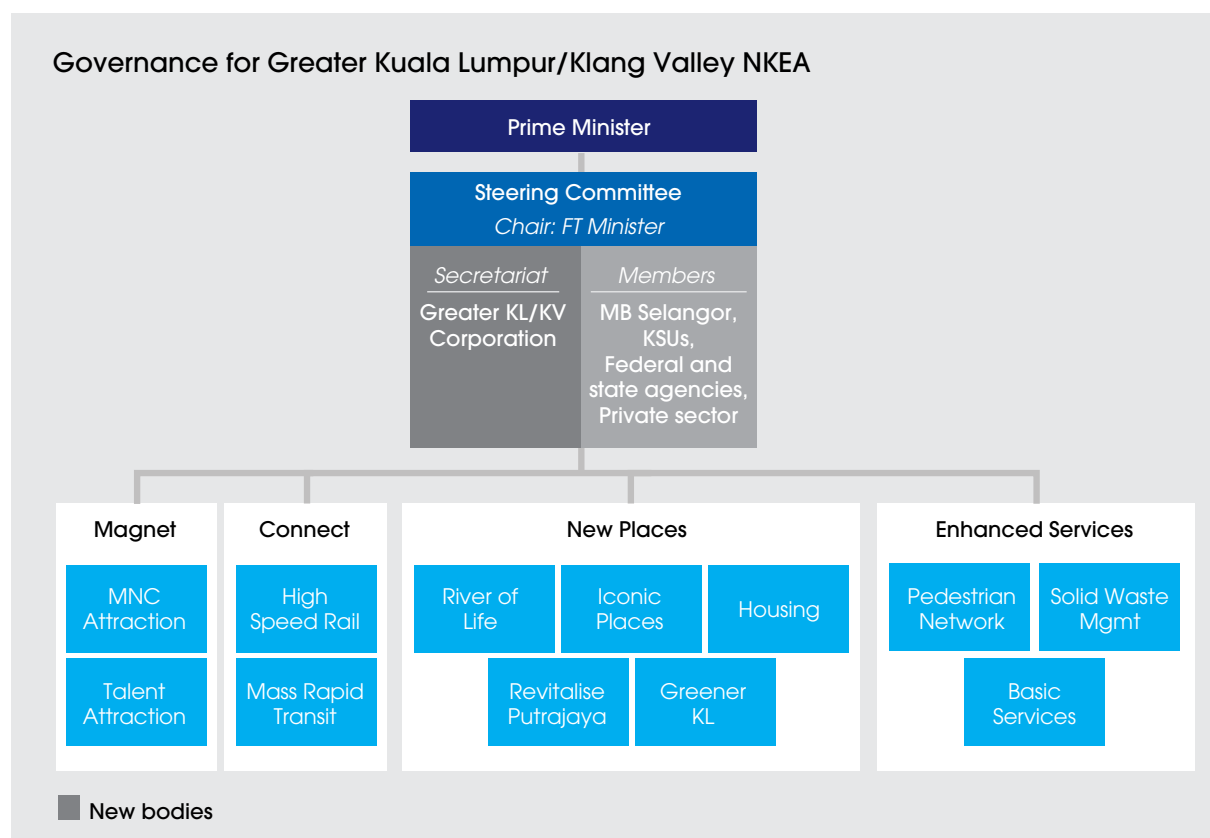 Governance for Greater Kuala Lumpur/Klang Valley NKEA
Prime Minister
Steering Committee
Chair: FT Minister
Secretariat
Greater KL/KV
Corporation
Members
MB Selangor,
KSUs,
Federal and
state agencies,
Private sector
Magnet
MNC
Attraction
Talent
Attraction
Connect
High
Speed Rail
Mass Rapid
Transit
New Places
River of
Life
Iconic
Places
Housing
Revitalise
Putrajaya
Greener
KL
Enhanced Services
Pedestrian
Network
Solid Waste
Mgmt
Basic
Services
New bodies